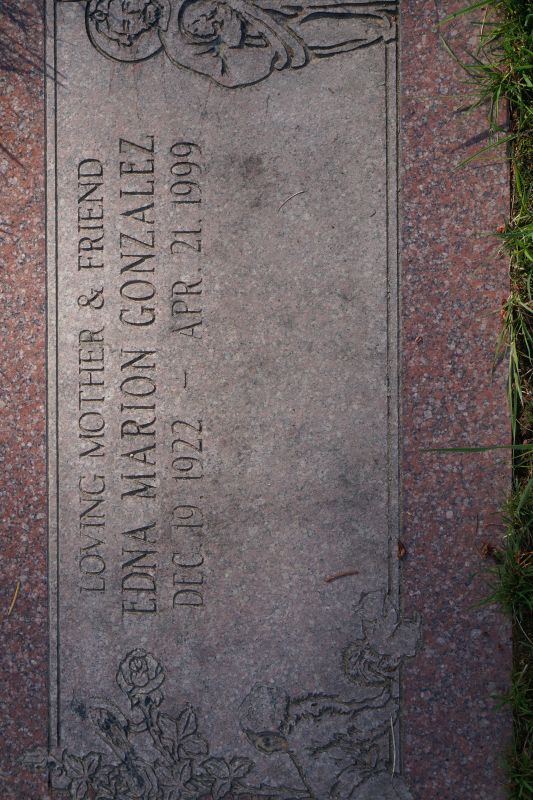 LOVING MOTHER & FRIEND
EDNA MARION GONZALEZ
DEC. 19. 1922 – APR. 21. 1999